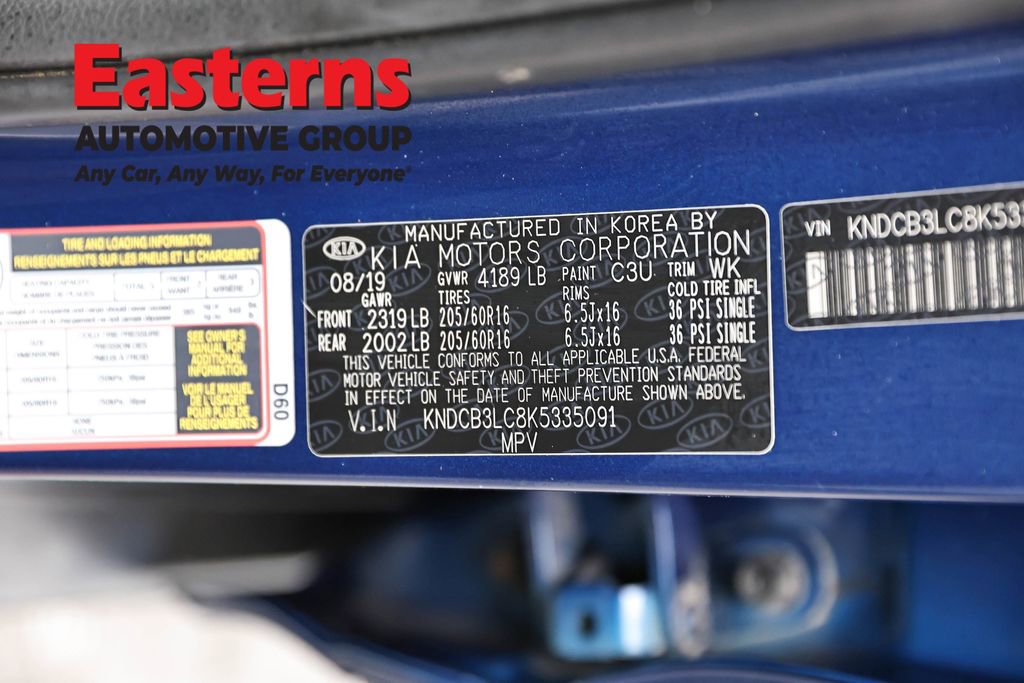 Easterns
AUTOMOTIVE GROUP
Any Car, Any Way, For Everyone
TIRE AND LOADING INFORMATION
RENSEIGNEMENTS SUR LES PNEUS ET LE CHARGEMENT
SEE OWNER'S
MANUAL FOR
ADDITIONAL
INFORMATION
VOIR LE MANUEL
DE L'USAGER
POUR PLUS DE
RENSEIGNEMENTS
D60
KIA
MANUFACTURED IN KOREA BY
KIA MOTORS CORPORATION
08/19 GVWR 4189 LB PAINT C3U TRIM WK
GAWR TIRES RIMS COLD TIRE INFL
FRONT 2319 LB 205/60R16 6.5Jx16 36 PSI SINGLE
REAR 2002 LB 205/60R16 6.5Jx16 36 PSI SINGLE
THIS VEHICLE CONFORMS TO ALL APPLICABLE U.S.A. FEDERAL
MOTOR VEHICLE SAFETY AND THEFT PREVENTION STANDARDS
IN EFFECT ON THE DATE OF MANUFACTURE SHOWN ABOVE.
V.I.N KNDCB3LC8K5335091
MPV
VIN KNDCB3LC8K533